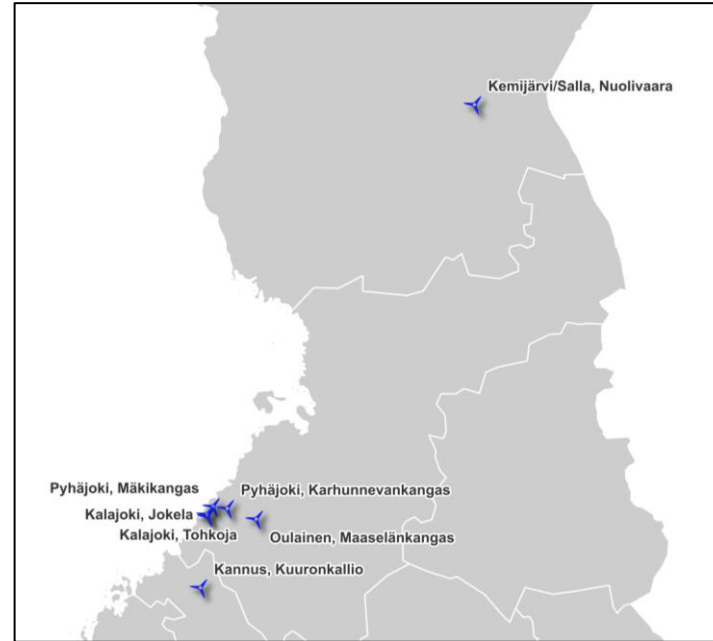 Kemijärvi/Salla, Nuolivaara
Pyhäjoki, Mäkikangas
Pyhäjoki, Karhunnevankangas
Kalajoki, Jokela
Kalajoki, Tohkoja
Oulainen, Maaselänkangas
Kannus, Kuuronkallio